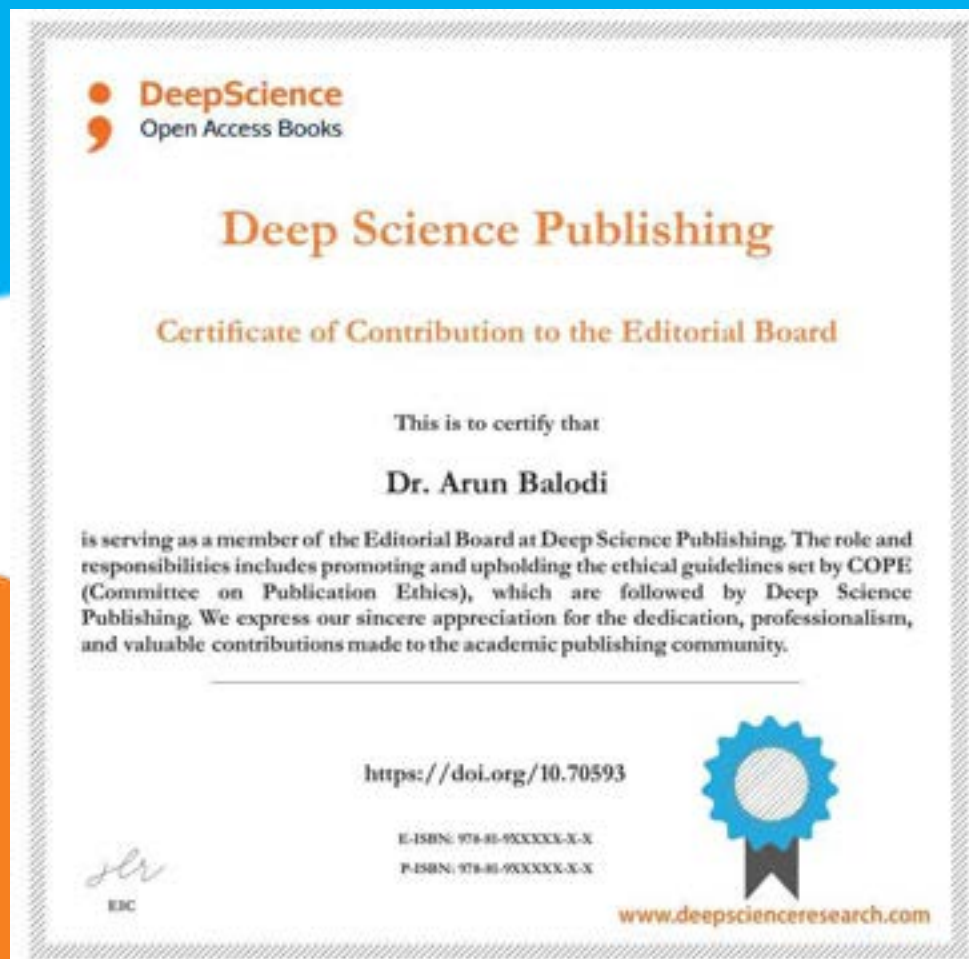 DeepScience
Open Access Books
Deep Science Publishing
Certificate of Contribution to the Editorial Board
This is to certify that
Dr. Arun Balodi
is serving as a member of the Editorial Board at Deep Science Publishing. The role and
responsibilities includes promoting and upholding the ethical guidelines set by COPE
(Committee on Publication Ethics), which are followed by Deep Science
Publishing. We express our sincere appreciation for the dedication, professionalism,
and valuable contributions made to the academic publishing community.
https://doi.org/10.70593
E-ISBN: 978-81-9XXXXX-X-X
P-ISBN: 978-81-9XXXXX-X-X
EIC
www.deepscienceresearch.com